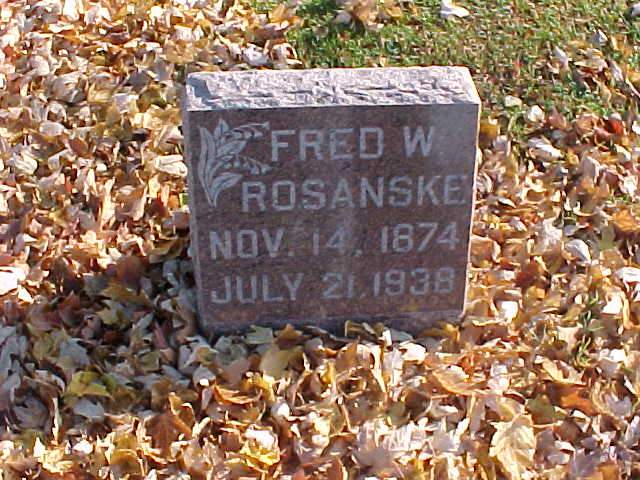 FRED W
ROSANSKE
NOV. 14, 1874
JULY 21, 1938